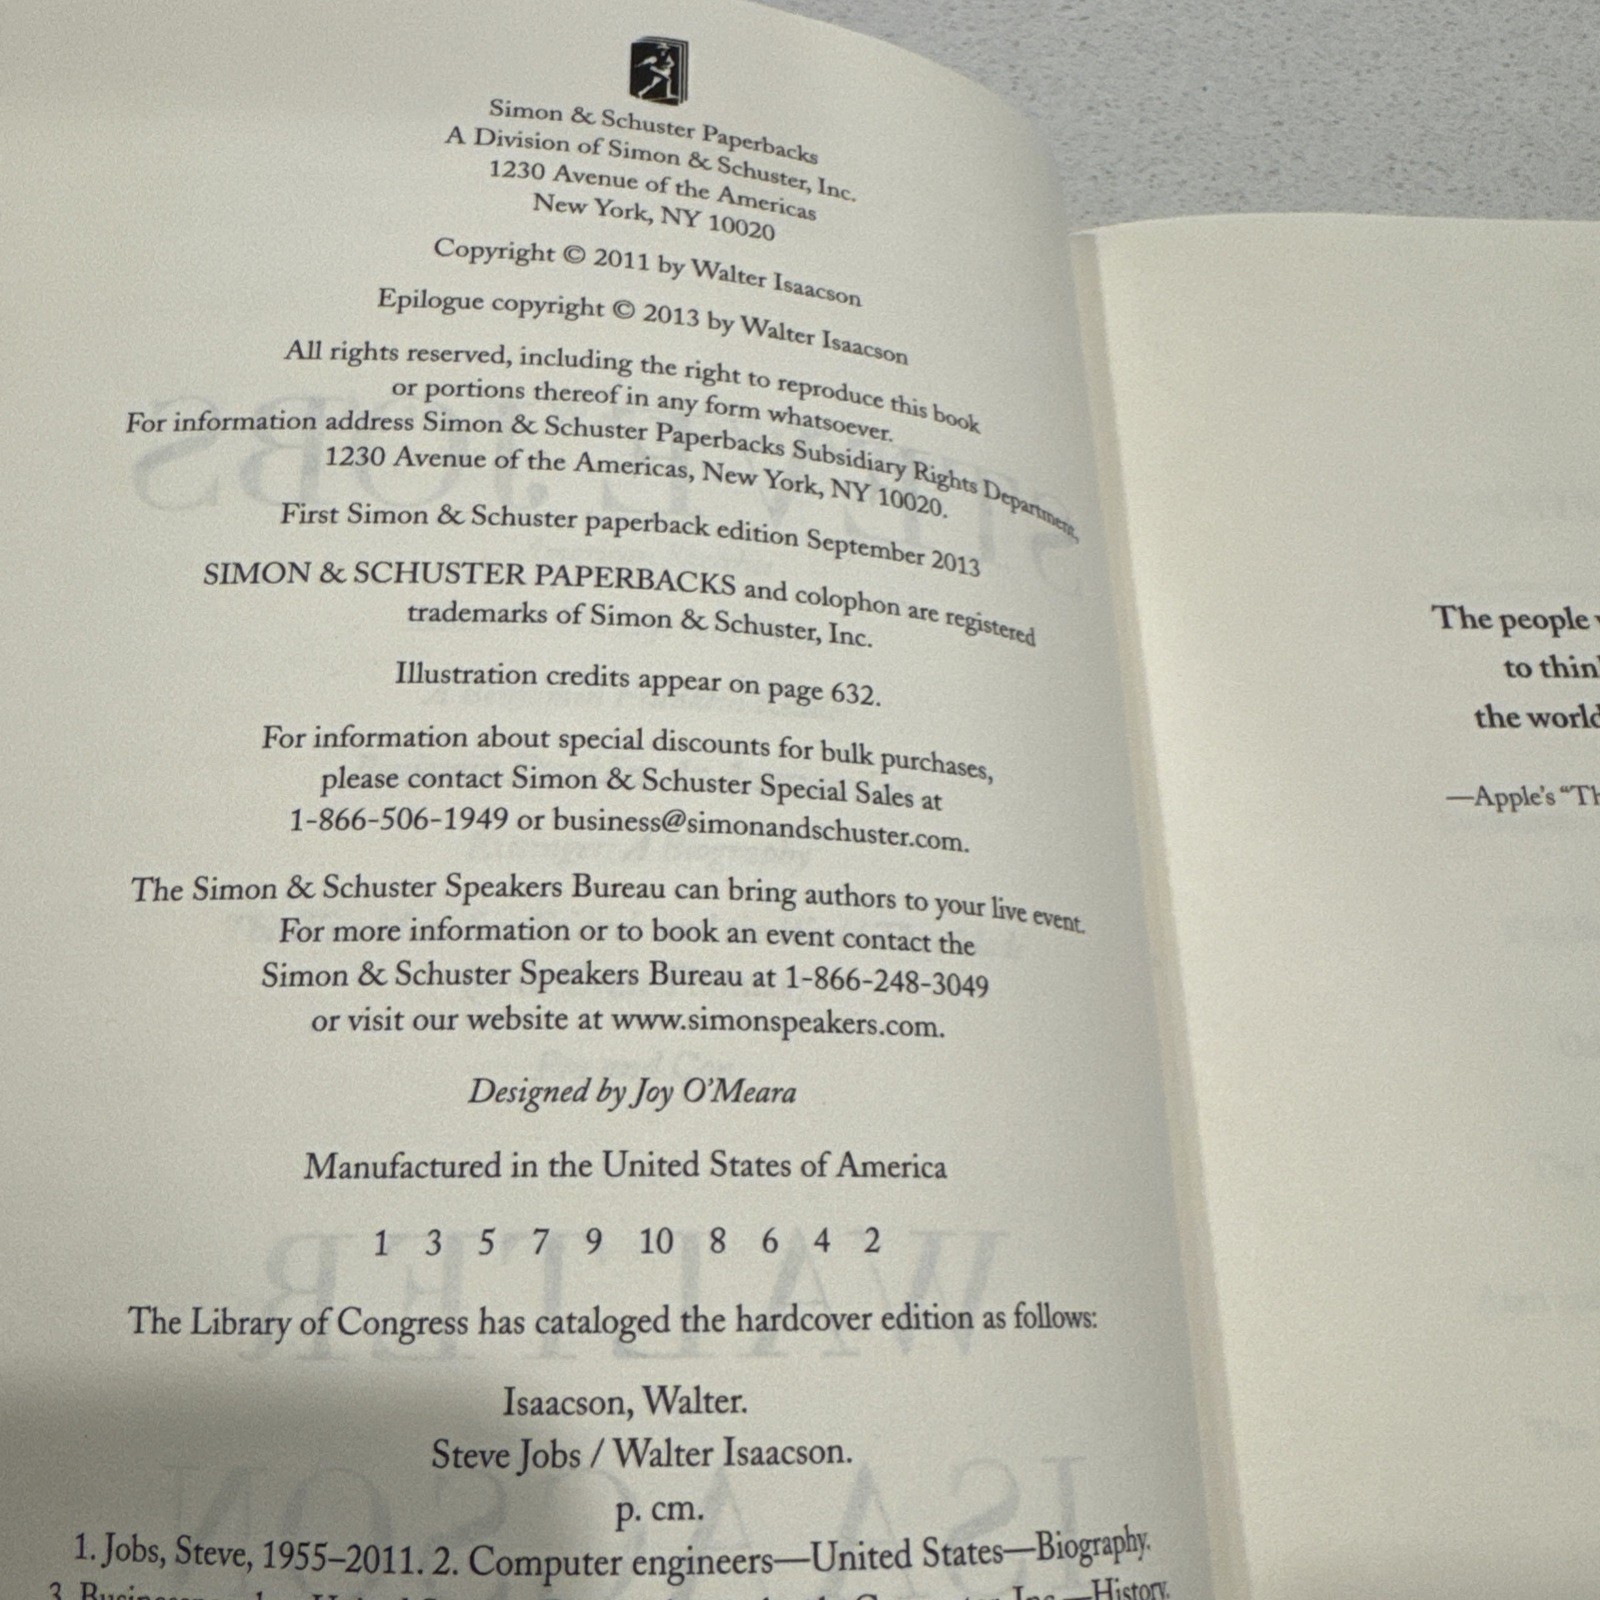 Simon & Schuster Paperbacks
A Division of Simon & Schuster, Inc.
1230 Avenue of the Americas
New York, NY 10020
Copyright © 2011 by Walter Isaacson
Epilogue copyright © 2013 by Walter Isaacson
All rights reserved, including the right to reproduce this book
or portions thereof in any form whatsoever.
For information address Simon & Schuster Paperbacks Subsidiary Rights Department,
1230 Avenue of the Americas, New York, NY 10020.
First Simon & Schuster paperback edition September 2013
SIMON & SCHUSTER PAPERBACKS and colophon are registered
trademarks of Simon & Schuster, Inc.
Illustration credits appear on page 632.
For information about special discounts for bulk purchases,
please contact Simon & Schuster Special Sales at
1-866-506-1949 or business@simonandschuster.com.
The Simon & Schuster Speakers Bureau can bring authors to your live event.
For more information or to book an event contact the
Simon & Schuster Speakers Bureau at 1-866-248-3049
or visit our website at www.simonspeakers.com.
Designed by Joy O'Meara
Manufactured in the United States of America
1 3 5 7 9 10 8 6 4 2
The Library of Congress has cataloged the hardcover edition as follows:
Isaacson, Walter.
Steve Jobs / Walter Isaacson.
p. cm.
1. Jobs, Steve, 1955–2011. 2. Computer engineers—United States—Biography.
3. Inc.—History.
The people
to
the world
—Apple's